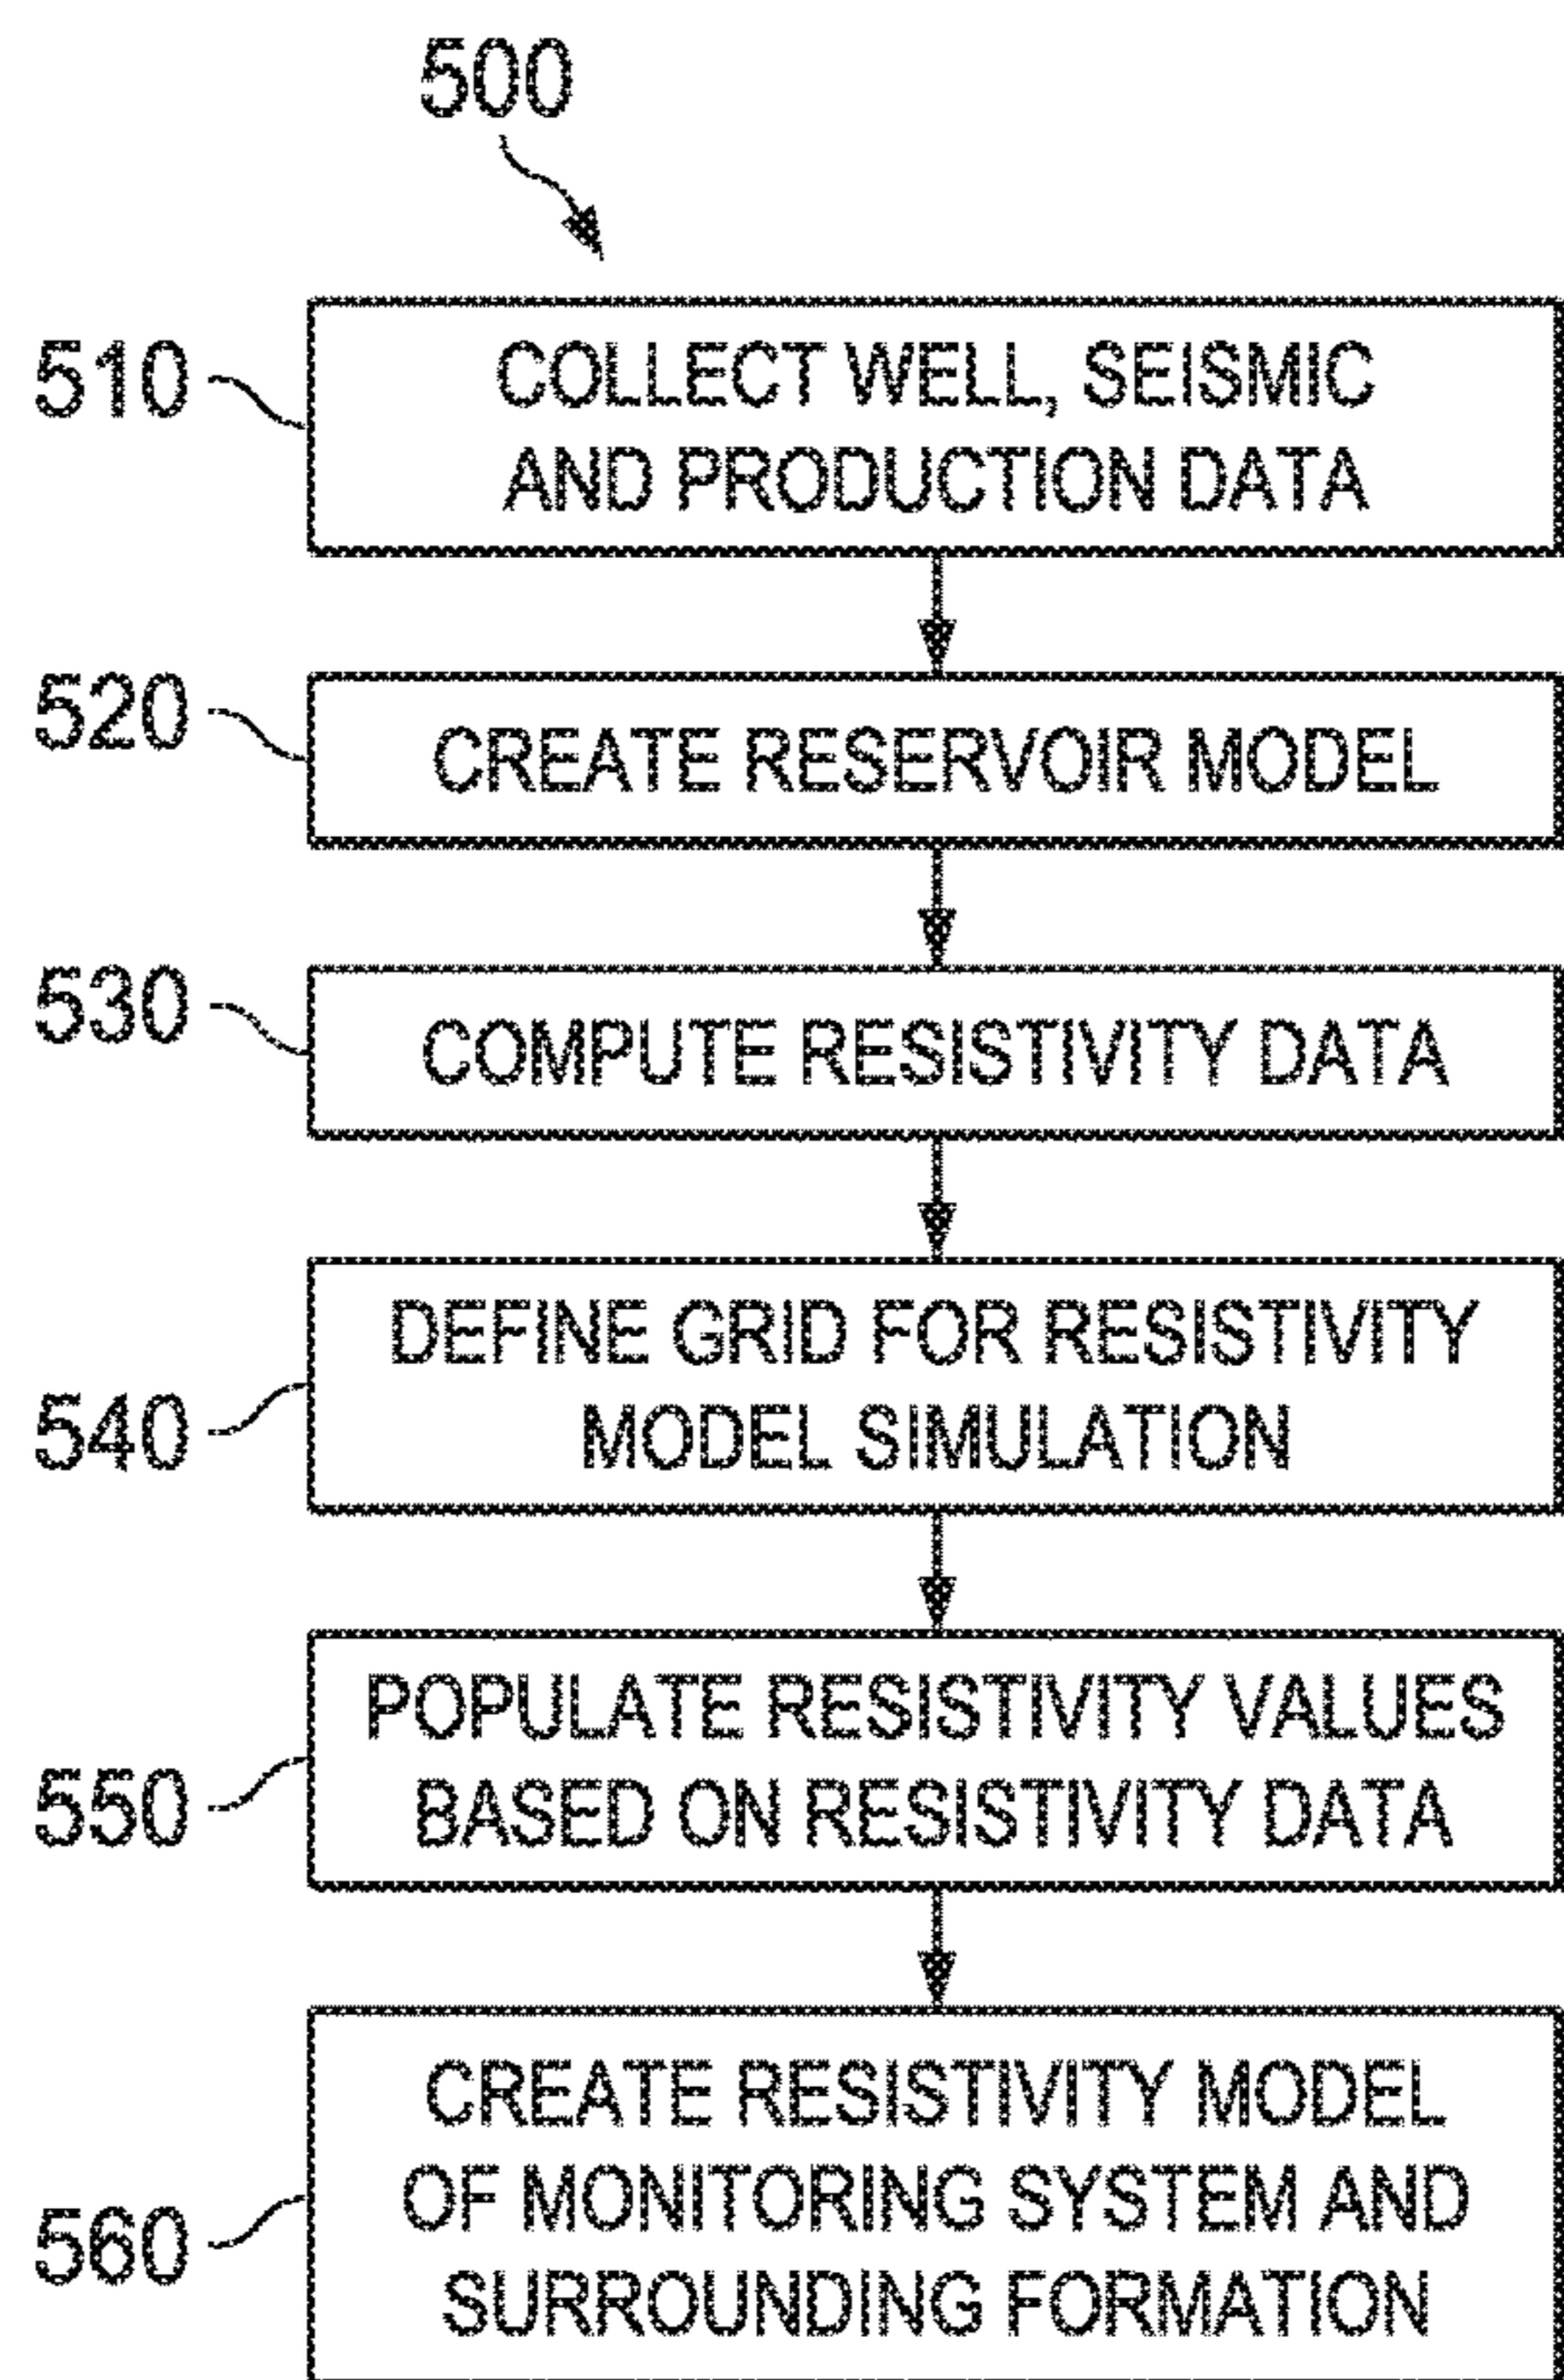 500
510
COLLECT WELL, SEISMIC
AND PRODUCTION DATA
520
CREATE RESERVOIR MODEL
530
COMPUTE RESISTIVITY DATA
540
DEFINE GRID FOR RESISTIVITY
MODEL SIMULATION
550
POPULATE RESISTIVITY VALUES
BASED ON RESISTIVITY DATA
560
CREATE RESISTIVITY MODEL
OF MONITORING SYSTEM AND
SURROUNDING FORMATION